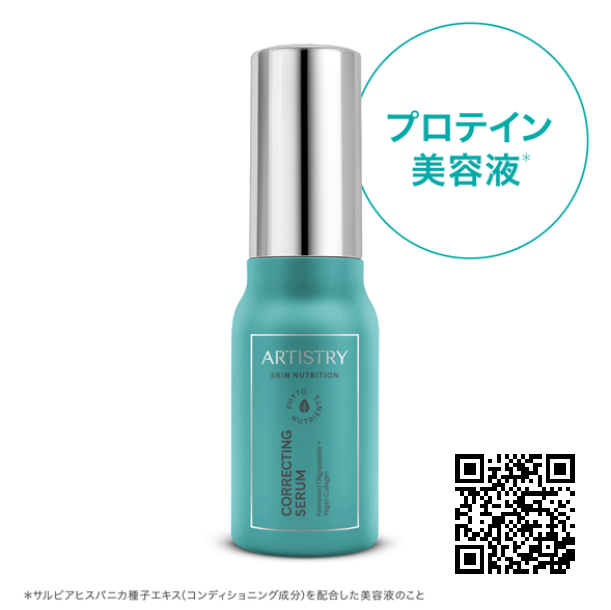 プロテイン
美容液*
ARTISTRY
SKIN NUTRITION
PHYTO
NUTRIENTS
CORRECTING
SERUM
Fermented Oligopeptide +
Vegan Collagen
*サルビアヒスパニカ種子エキス(コンディショニング成分)を配合した美容液のこと